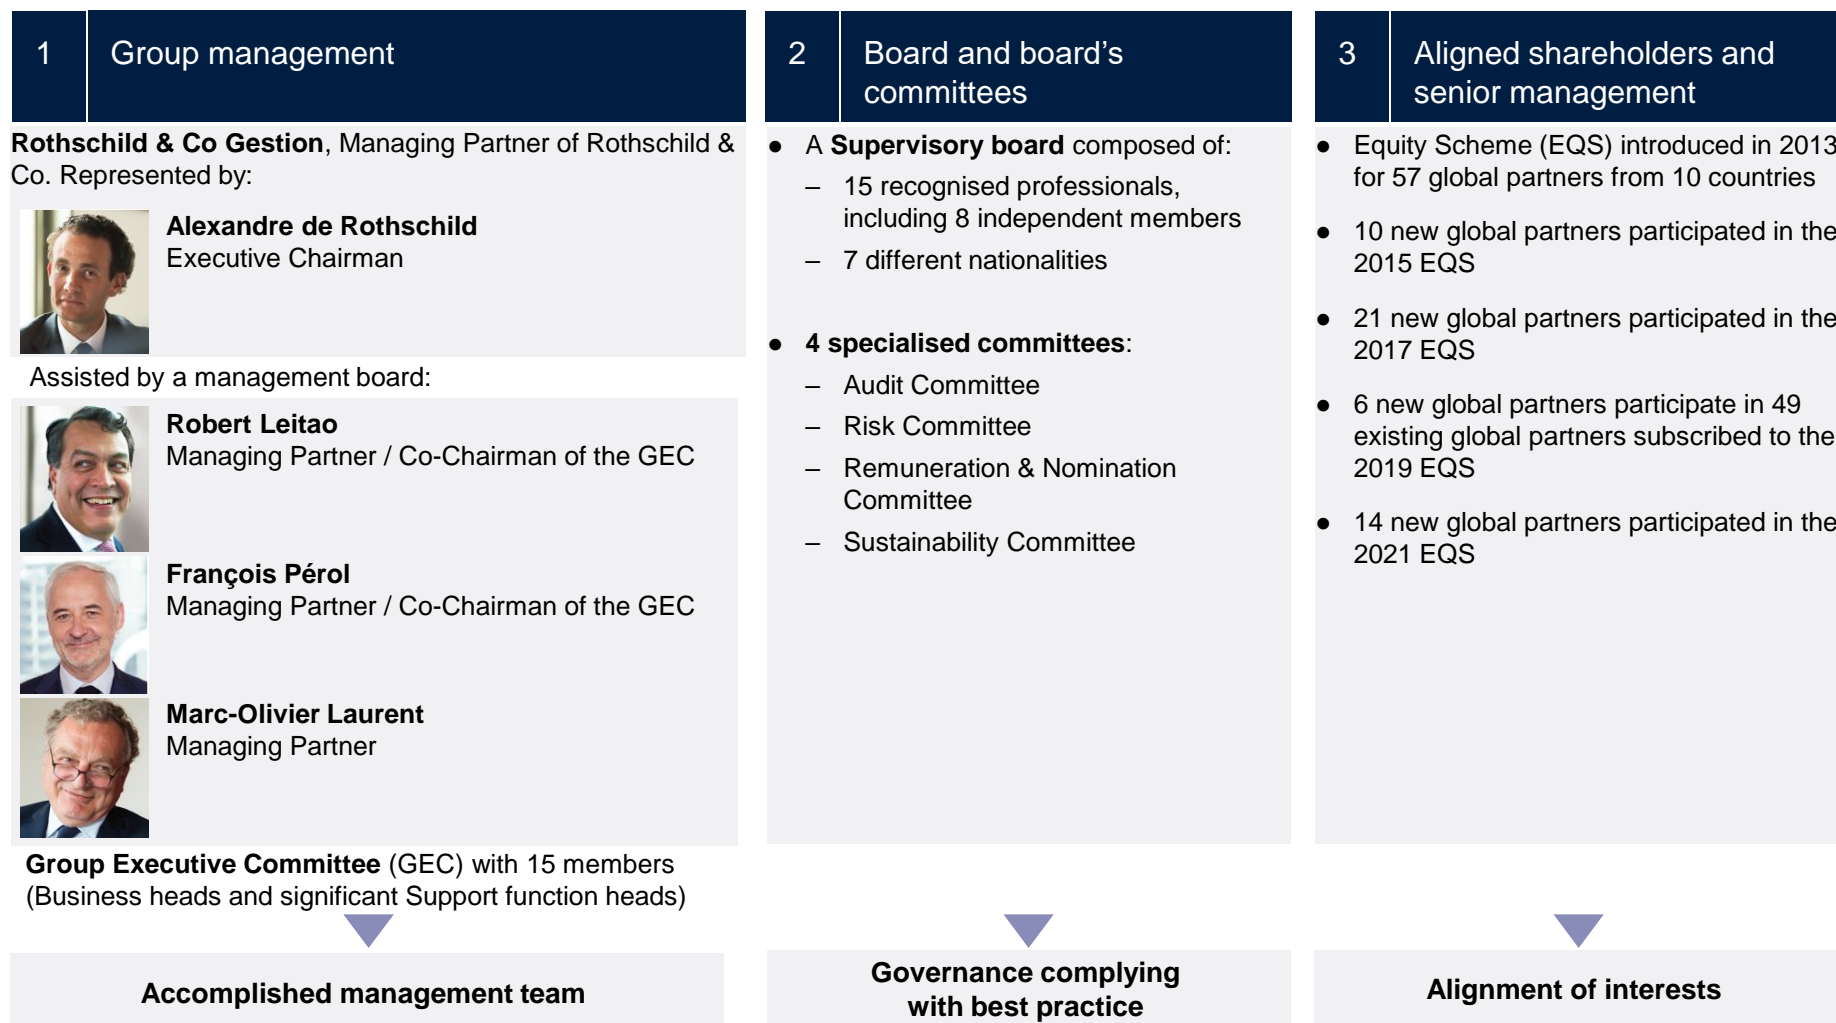 1
Group management
Rothschild & Co Gestion, Managing Partner of Rothschild &
Co. Represented by:
Alexandre de Rothschild
Executive Chairman
Assisted by a management board:
Robert Leitao
Managing Partner / Co-Chairman of the GEC
François Pérol
Managing Partner / Co-Chairman of the GEC
Marc-Olivier Laurent
Managing Partner
Group Executive Committee (GEC) with 15 members
(Business heads and significant Support function heads)
Accomplished management team
2
Board and board's
committees
● A Supervisory board composed of:
– 15 recognised professionals,
including 8 independent members
– 7 different nationalities
● 4 specialised committees:
– Audit Committee
– Risk Committee
– Remuneration & Nomination
Committee
– Sustainability Committee
Governance complying
with best practice
3
Aligned shareholders and
senior management
● Equity Scheme (EQS) introduced in 2013
for 57 global partners from 10 countries
● 10 new global partners participated in the
2015 EQS
● 21 new global partners participated in the
2017 EQS
● 6 new global partners participate in 49
existing global partners subscribed to the
2019 EQS
● 14 new global partners participated in the
2021 EQS
Alignment of interests